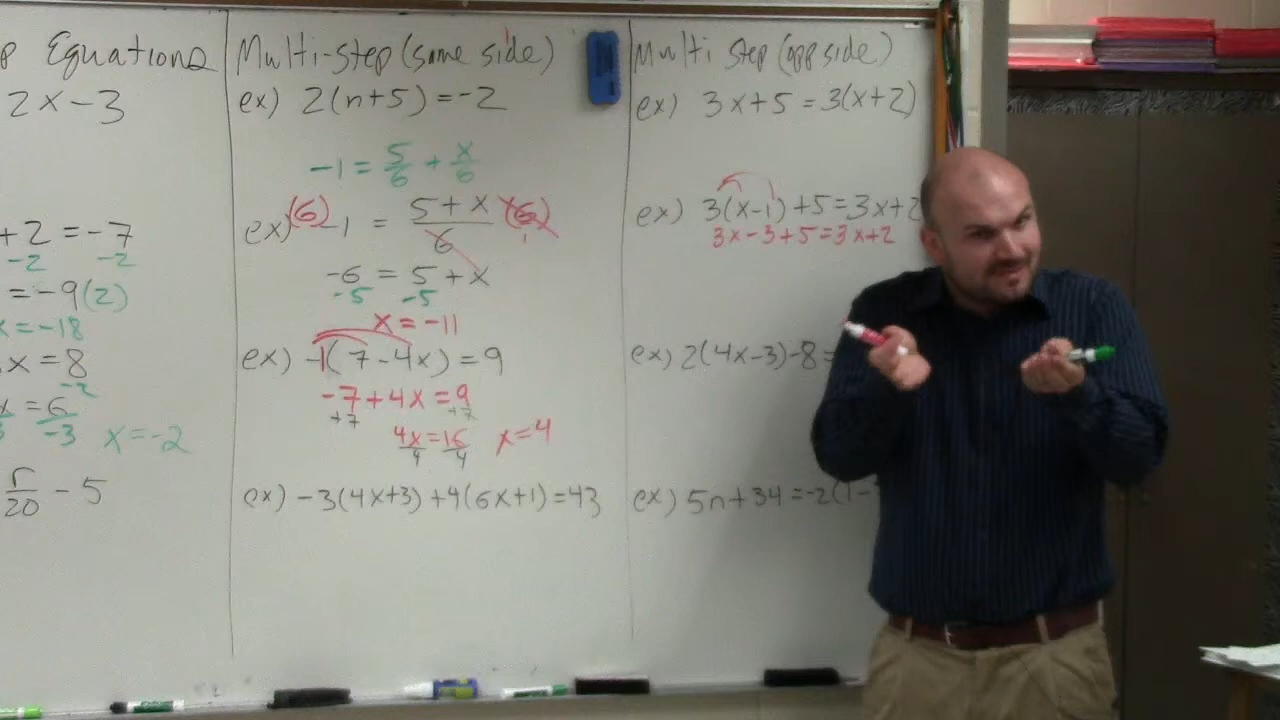 p Equations
2x-3
+2=-7
-2 -2
=-9(2)
x=-18
x=8
-2
x=6
-3 x=-2
r/20 - 5
Multi-step (same side)
ex) 2(n+5)=-2
-1 = 5/6 + x/6
ex) (6) -1 = 5+x/6 (6)
1
-6 = 5+x
-5 -5
x=-11
ex) -1(7-4x)=9
-7+4x=9
+7 +7
4x/4=16/4 x=4
ex) -3(4x+3)+4(6x+1)=43
Multi Step (opp side)
ex) 3x+5=3(x+2)
ex) 3(x-1)+5=3x+2
3x-3+5=3x+2
ex) 2(4x-3)-8=
ex) 5n+34=-2(1-